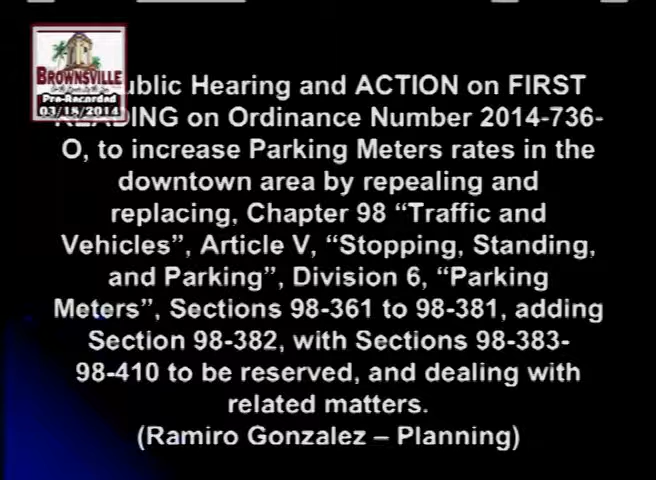 BROWNSVILLE
Pre-Recorded
03/18/2014
ublic Hearing and ACTION on FIRST
READING on Ordinance Number 2014-736-
O, to increase Parking Meters rates in the
downtown area by repealing and
replacing, Chapter 98 “Traffic and
Vehicles”, Article V, “Stopping, Standing,
and Parking”, Division 6, “Parking
Meters”, Sections 98-361 to 98-381, adding
Section 98-382, with Sections 98-383-
98-410 to be reserved, and dealing with
related matters.
(Ramiro Gonzalez – Planning)